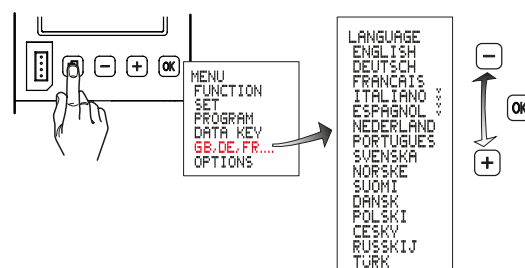 OK
MENU
FUNCTION
SET
PROGRAM
DATA KEY
GB,DE,FR....
OPTIONS
LANGUAGE
ENGLISH
DEUTSCH
FRANCAIS
ITALIANO
ESPAGNOL
NEDERLAND
PORTUGUES
SVENSKA
NORSKE
SUOMI
DANSK
POLSKI
CESKY
RUSSKIJ
TURK
OK